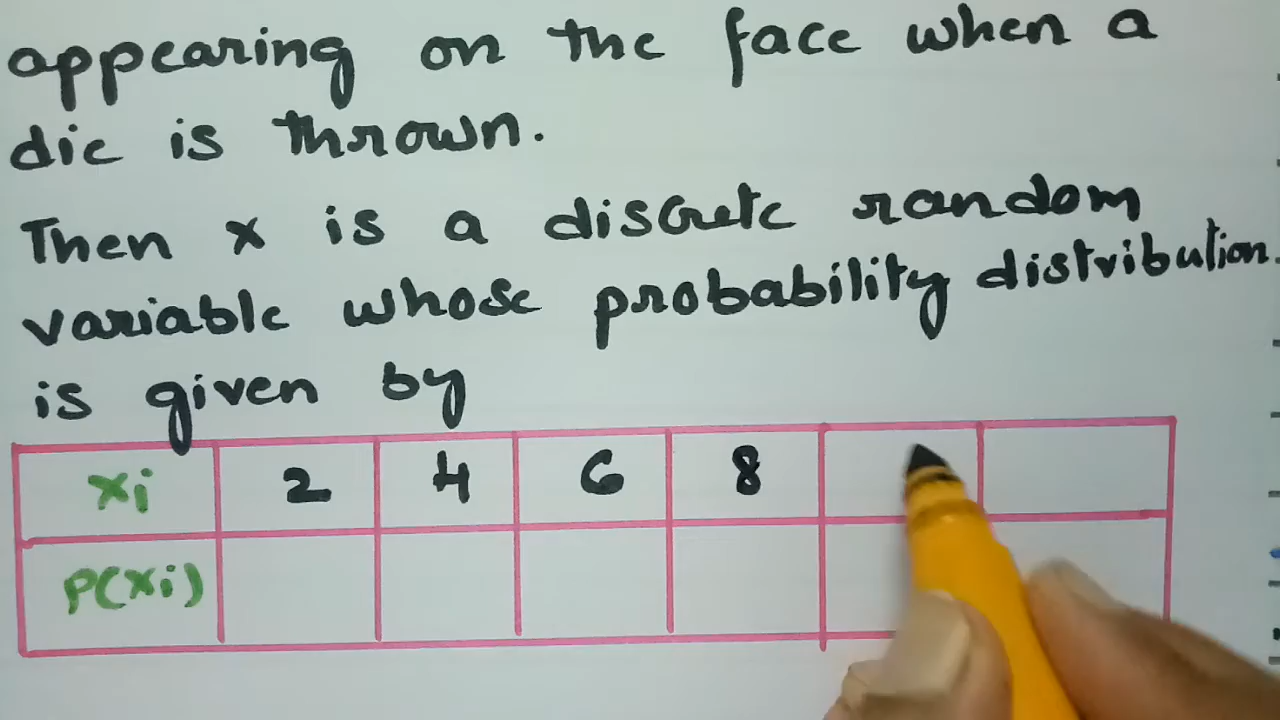 appearing on the face when a
die is thrown.
Then x is a discrete random
variable whose probability distribution.
is given by
xi 2 4 6 8
P(xi)